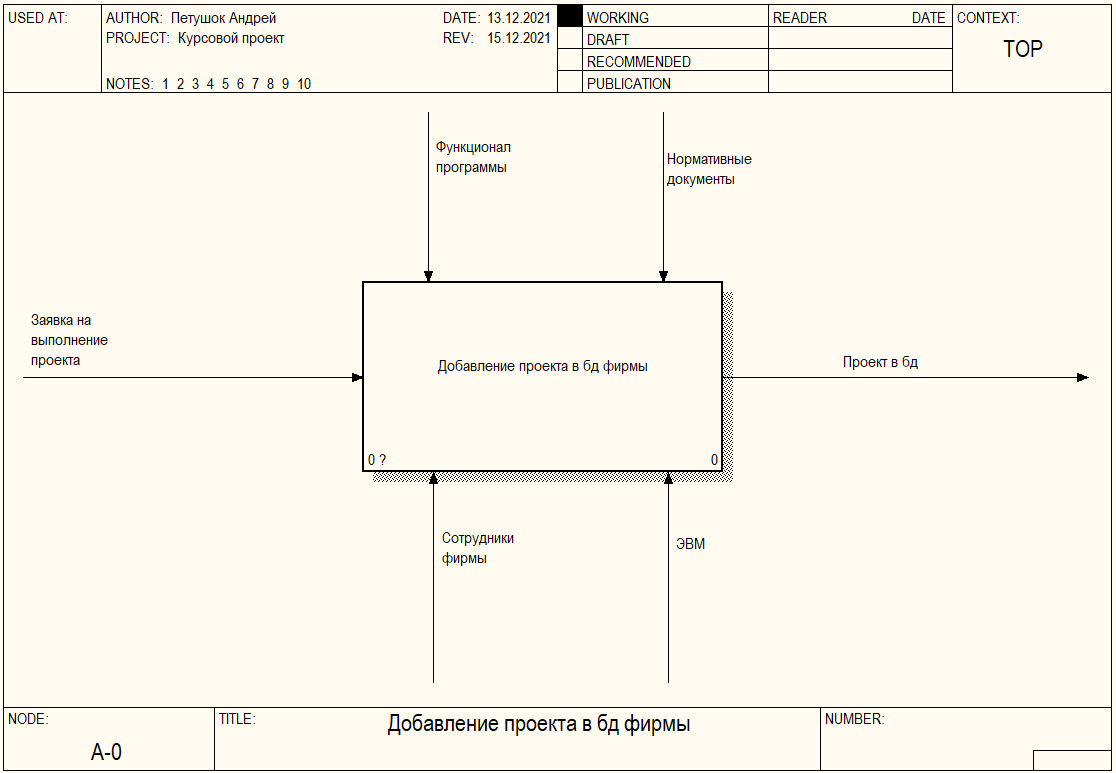 USED AT:
AUTHOR: Петушок Андрей
DATE: 13.12.2021
PROJECT: Курсовой проект
REV: 15.12.2021
NOTES: 1 2 3 4 5 6 7 8 9 10
WORKING
DRAFT
RECOMMENDED
PUBLICATION
READER
DATE
CONTEXT:
TOP
Функционал
программы
Нормативные
документы
Заявка на
выполнение
проекта
Добавление проекта в бд фирмы
0 ?
0
Проект в бд
Сотрудники
фирмы
ЭВМ
NODE:
A-0
TITLE:
Добавление проекта в бд фирмы
NUMBER: